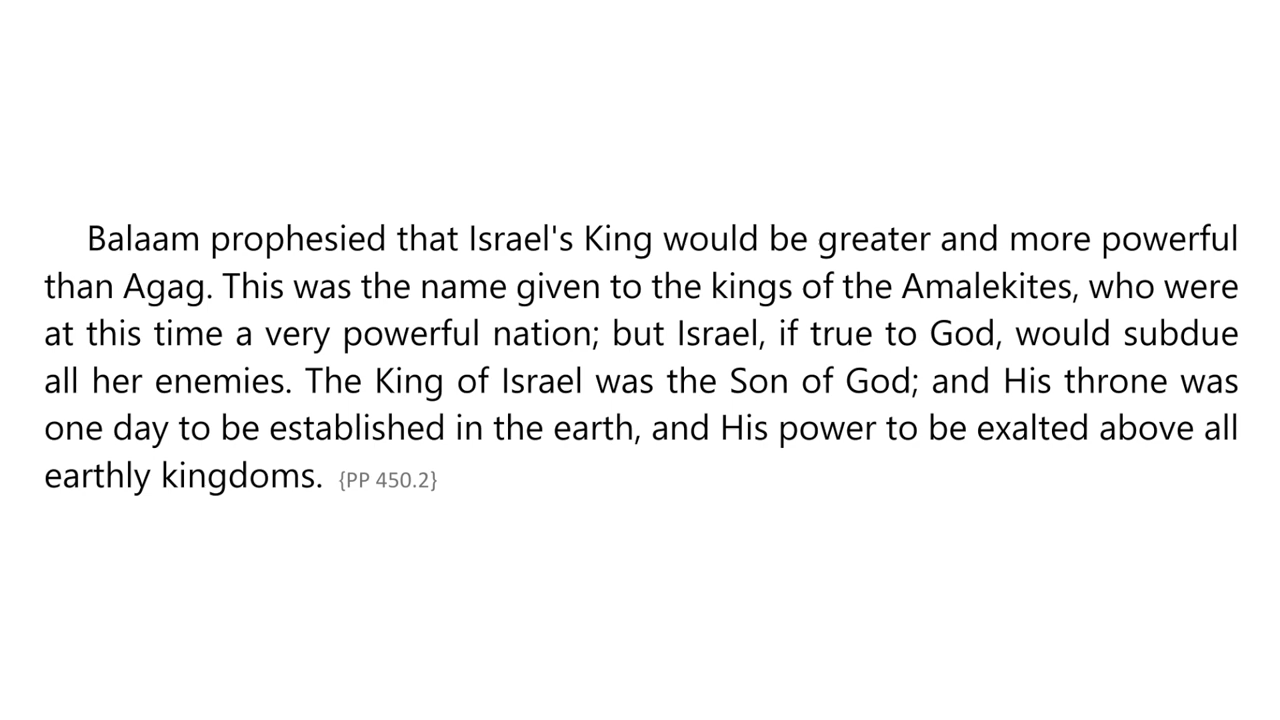 Balaam prophesied that Israel's King would be greater and more powerful
than Agag. This was the name given to the kings of the Amalekites, who were
at this time a very powerful nation; but Israel, if true to God, would subdue
all her enemies. The King of Israel was the Son of God; and His throne was
one day to be established in the earth, and His power to be exalted above all
earthly kingdoms. {PP 450.2}